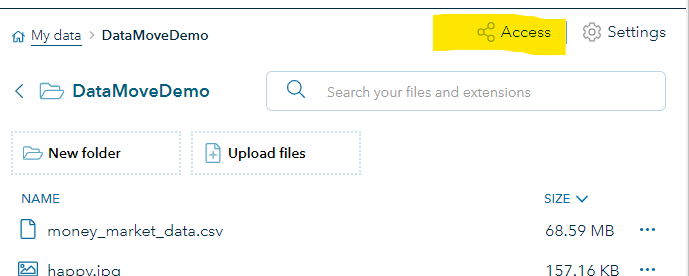 My data > DataMoveDemo
Access
Settings
DataMoveDemo
Search your files and extensions
New folder
Upload files
NAME
SIZE
money_market_data.csv
68.59 MB
happy.jpg
157.16 KB